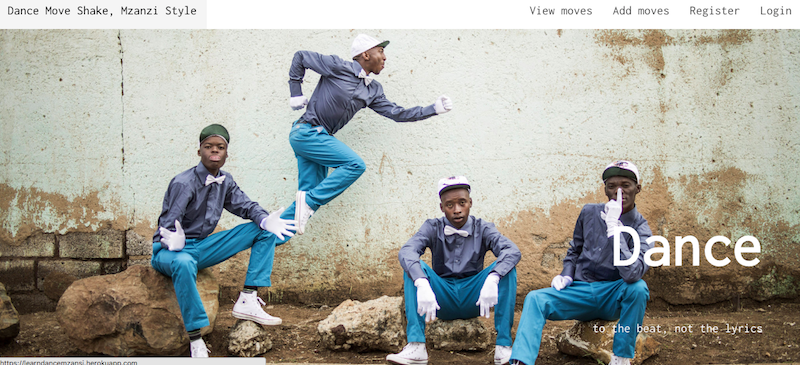 Dance Move Shake, Mzanzi Style
View moves Add moves Register Login
Dance
to the beat, not the lyrics
https://learndancemzansi.herokuapp.com